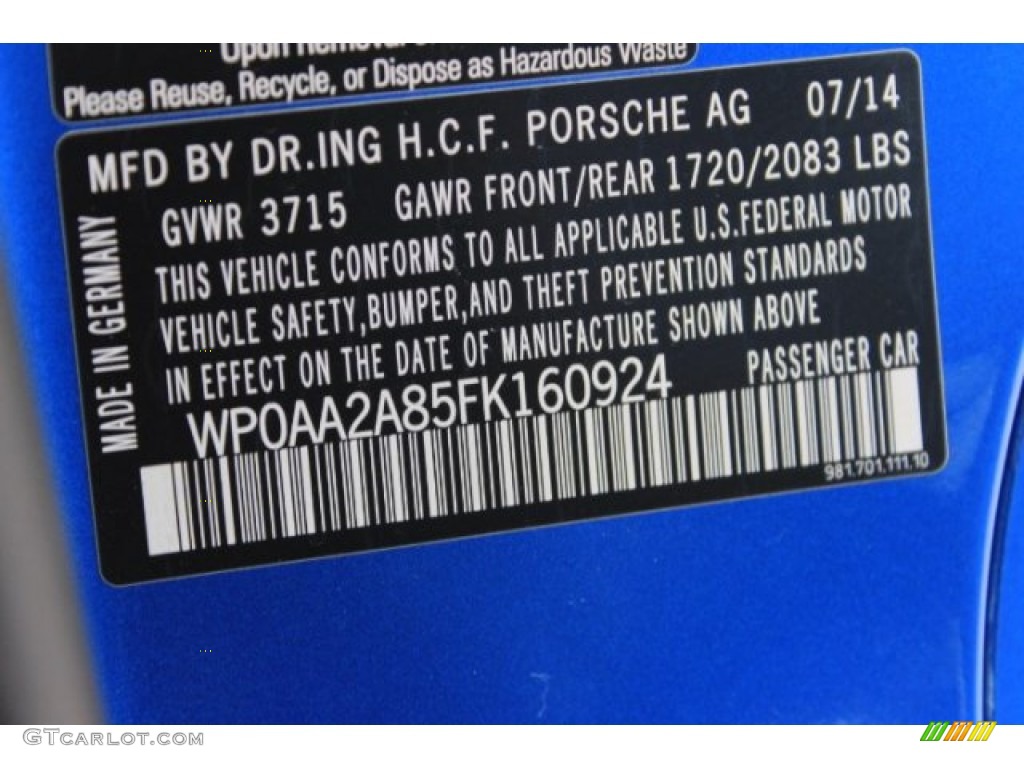 Upon Removal
Please Reuse, Recycle, or Dispose as Hazardous Waste
MFD BY DR.ING H.C.F. PORSCHE AG 07/14
GVWR 3715 GAWR FRONT/REAR 1720/2083 LBS
THIS VEHICLE CONFORMS TO ALL APPLICABLE U.S.FEDERAL MOTOR
VEHICLE SAFETY,BUMPER,AND THEFT PREVENTION STANDARDS
IN EFFECT ON THE DATE OF MANUFACTURE SHOWN ABOVE
WP0AA2A85FK160924 PASSENGER CAR
981.701.111.10
MADE IN GERMANY
GTcarlot.com